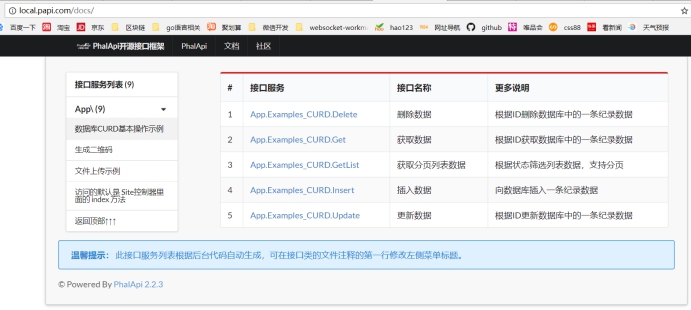 local.papi.com/docs/
百度一下 淘宝 京东 区块链 go语言相关 聚划算 微信开发 websocket-workm hao123 网址导航 github 唯品会 css88 看新闻 天气预报
PhalApi开源接口框架 PhalApi 文档 社区
接口服务列表 (9)
App\ (9)
数据库CURD基本操作示例
生成二维码
文件上传示例
访问的默认是 Site控制器里
面的 index 方法
返回顶部↑↑↑
# 接口服务 接口名称 更多说明
1 App.Examples_CURD.Delete 删除数据 根据ID删除数据库中的一条纪录数据
2 App.Examples_CURD.Get 获取数据 根据ID获取数据库中的一条纪录数据
3 App.Examples_CURD.GetList 获取分页列表数据 根据状态筛选列表数据，支持分页
4 App.Examples_CURD.Insert 插入数据 向数据库插入一条纪录数据
5 App.Examples_CURD.Update 更新数据 根据ID更新数据库中的一条纪录数据
温馨提示： 此接口服务列表根据后台代码自动生成，可在接口类的文件注释的第一行修改左侧菜单标题。
© Powered By PhalApi 2.2.3